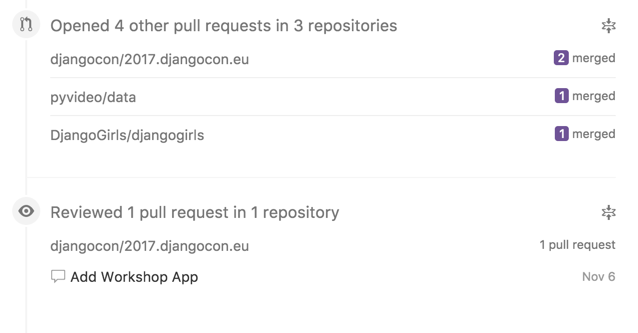 Opened 4 other pull requests in 3 repositories
djangocon/2017.djangocon.eu 2 merged
pyvideo/data 1 merged
DjangoGirls/djangogirls 1 merged
Reviewed 1 pull request in 1 repository
djangocon/2017.djangocon.eu 1 pull request
Add Workshop App Nov 6